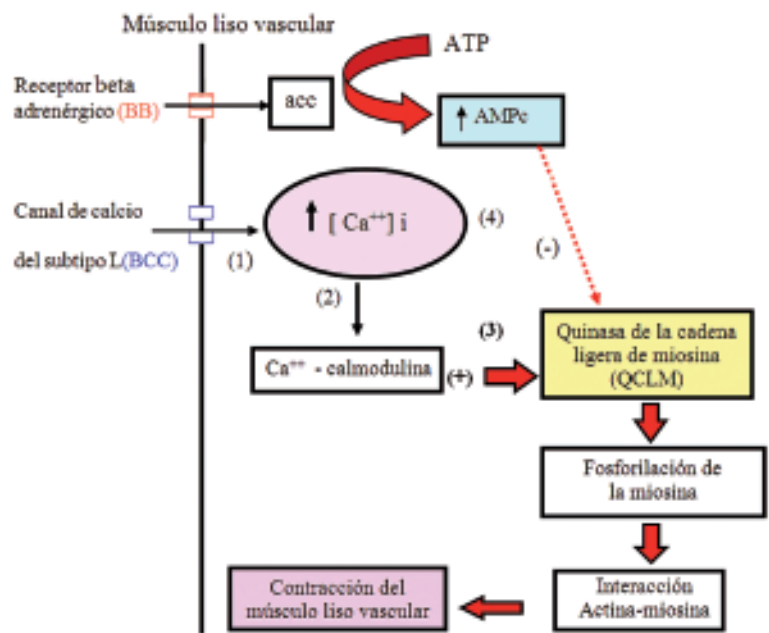 Músculo liso vascular
ATP
Receptor beta
adrenérgico (BB)
acc
↑ AMPc
Canal de calcio
del subtipo L(BCC)
(1)
↑ [ Ca⁺⁺] i
(4)
(-)
(2)
(3)
Ca⁺⁺ - calmodulina
(+)
Quinasa de la cadena
ligera de miosina
(QCLM)
Fosforilación de
la miosina
Interacción
Actina-miosina
Contracción del
músculo liso vascular